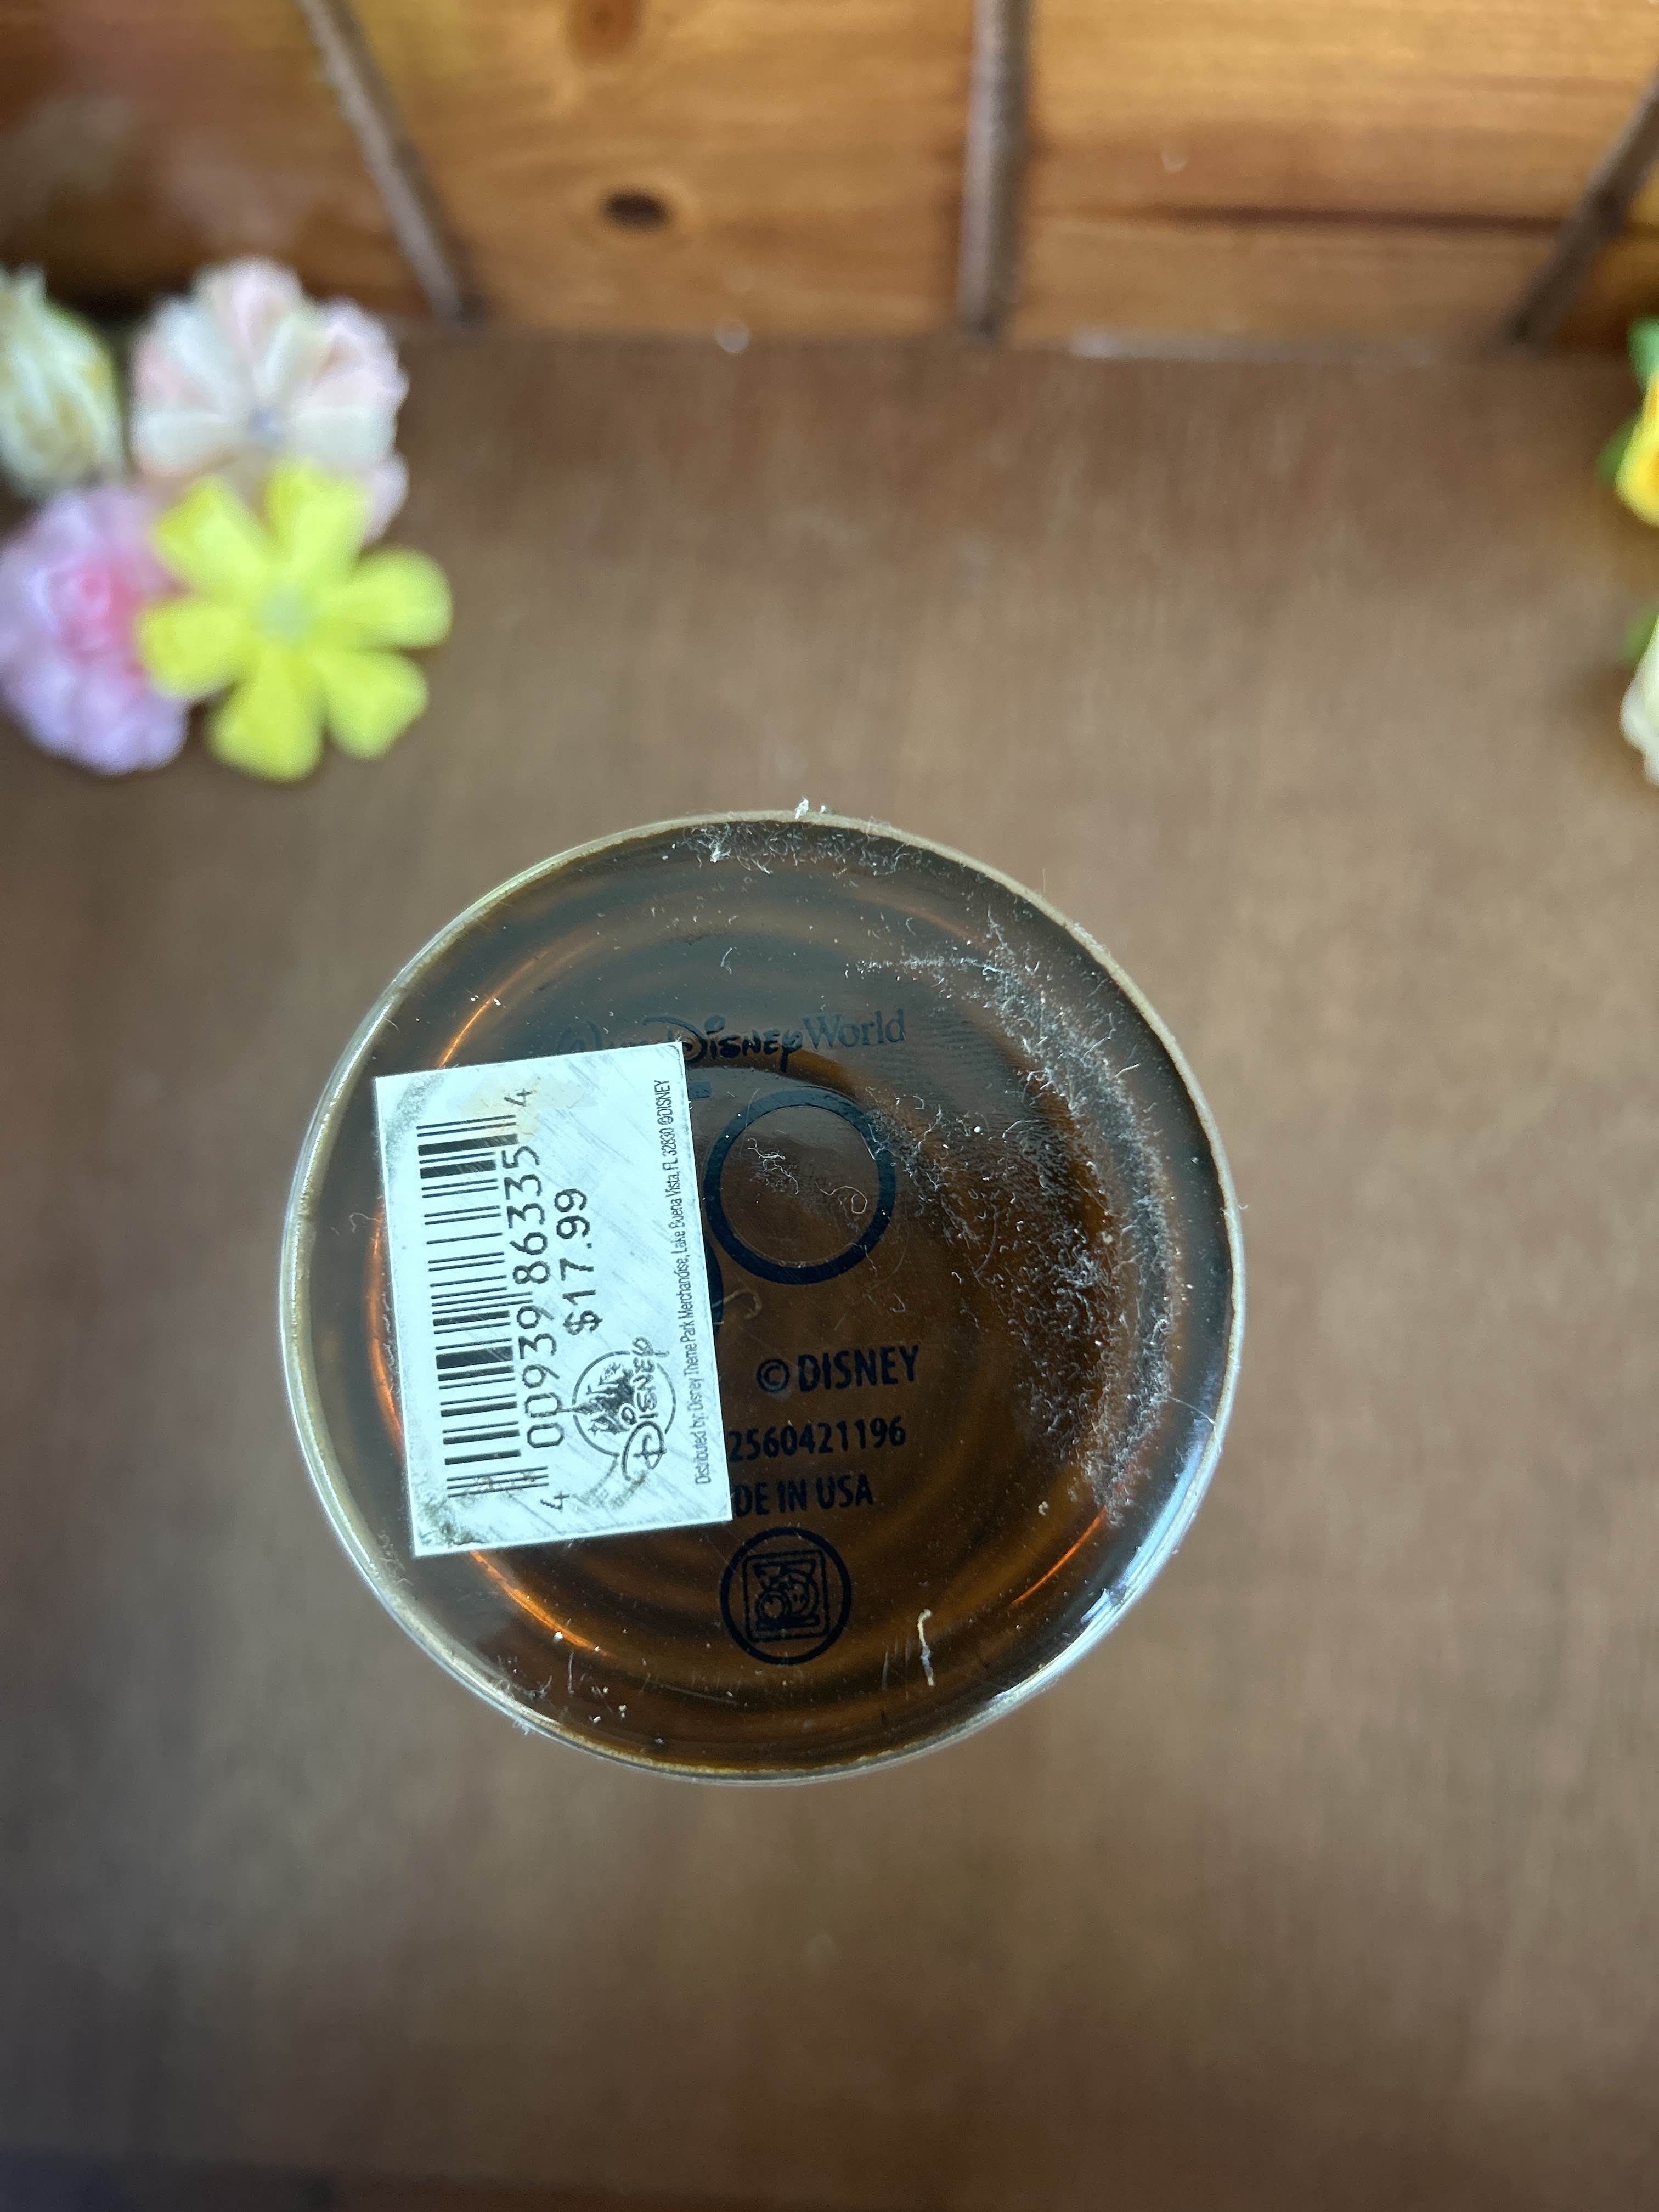 DisneyWorld
©DISNEY
2560421196
DE IN USA
4 00939 86335 4
$17.99
Disney
Distributed by: Disney Theme Park Merchandise, Lake Buena Vista, FL 32830 ©DISNEY